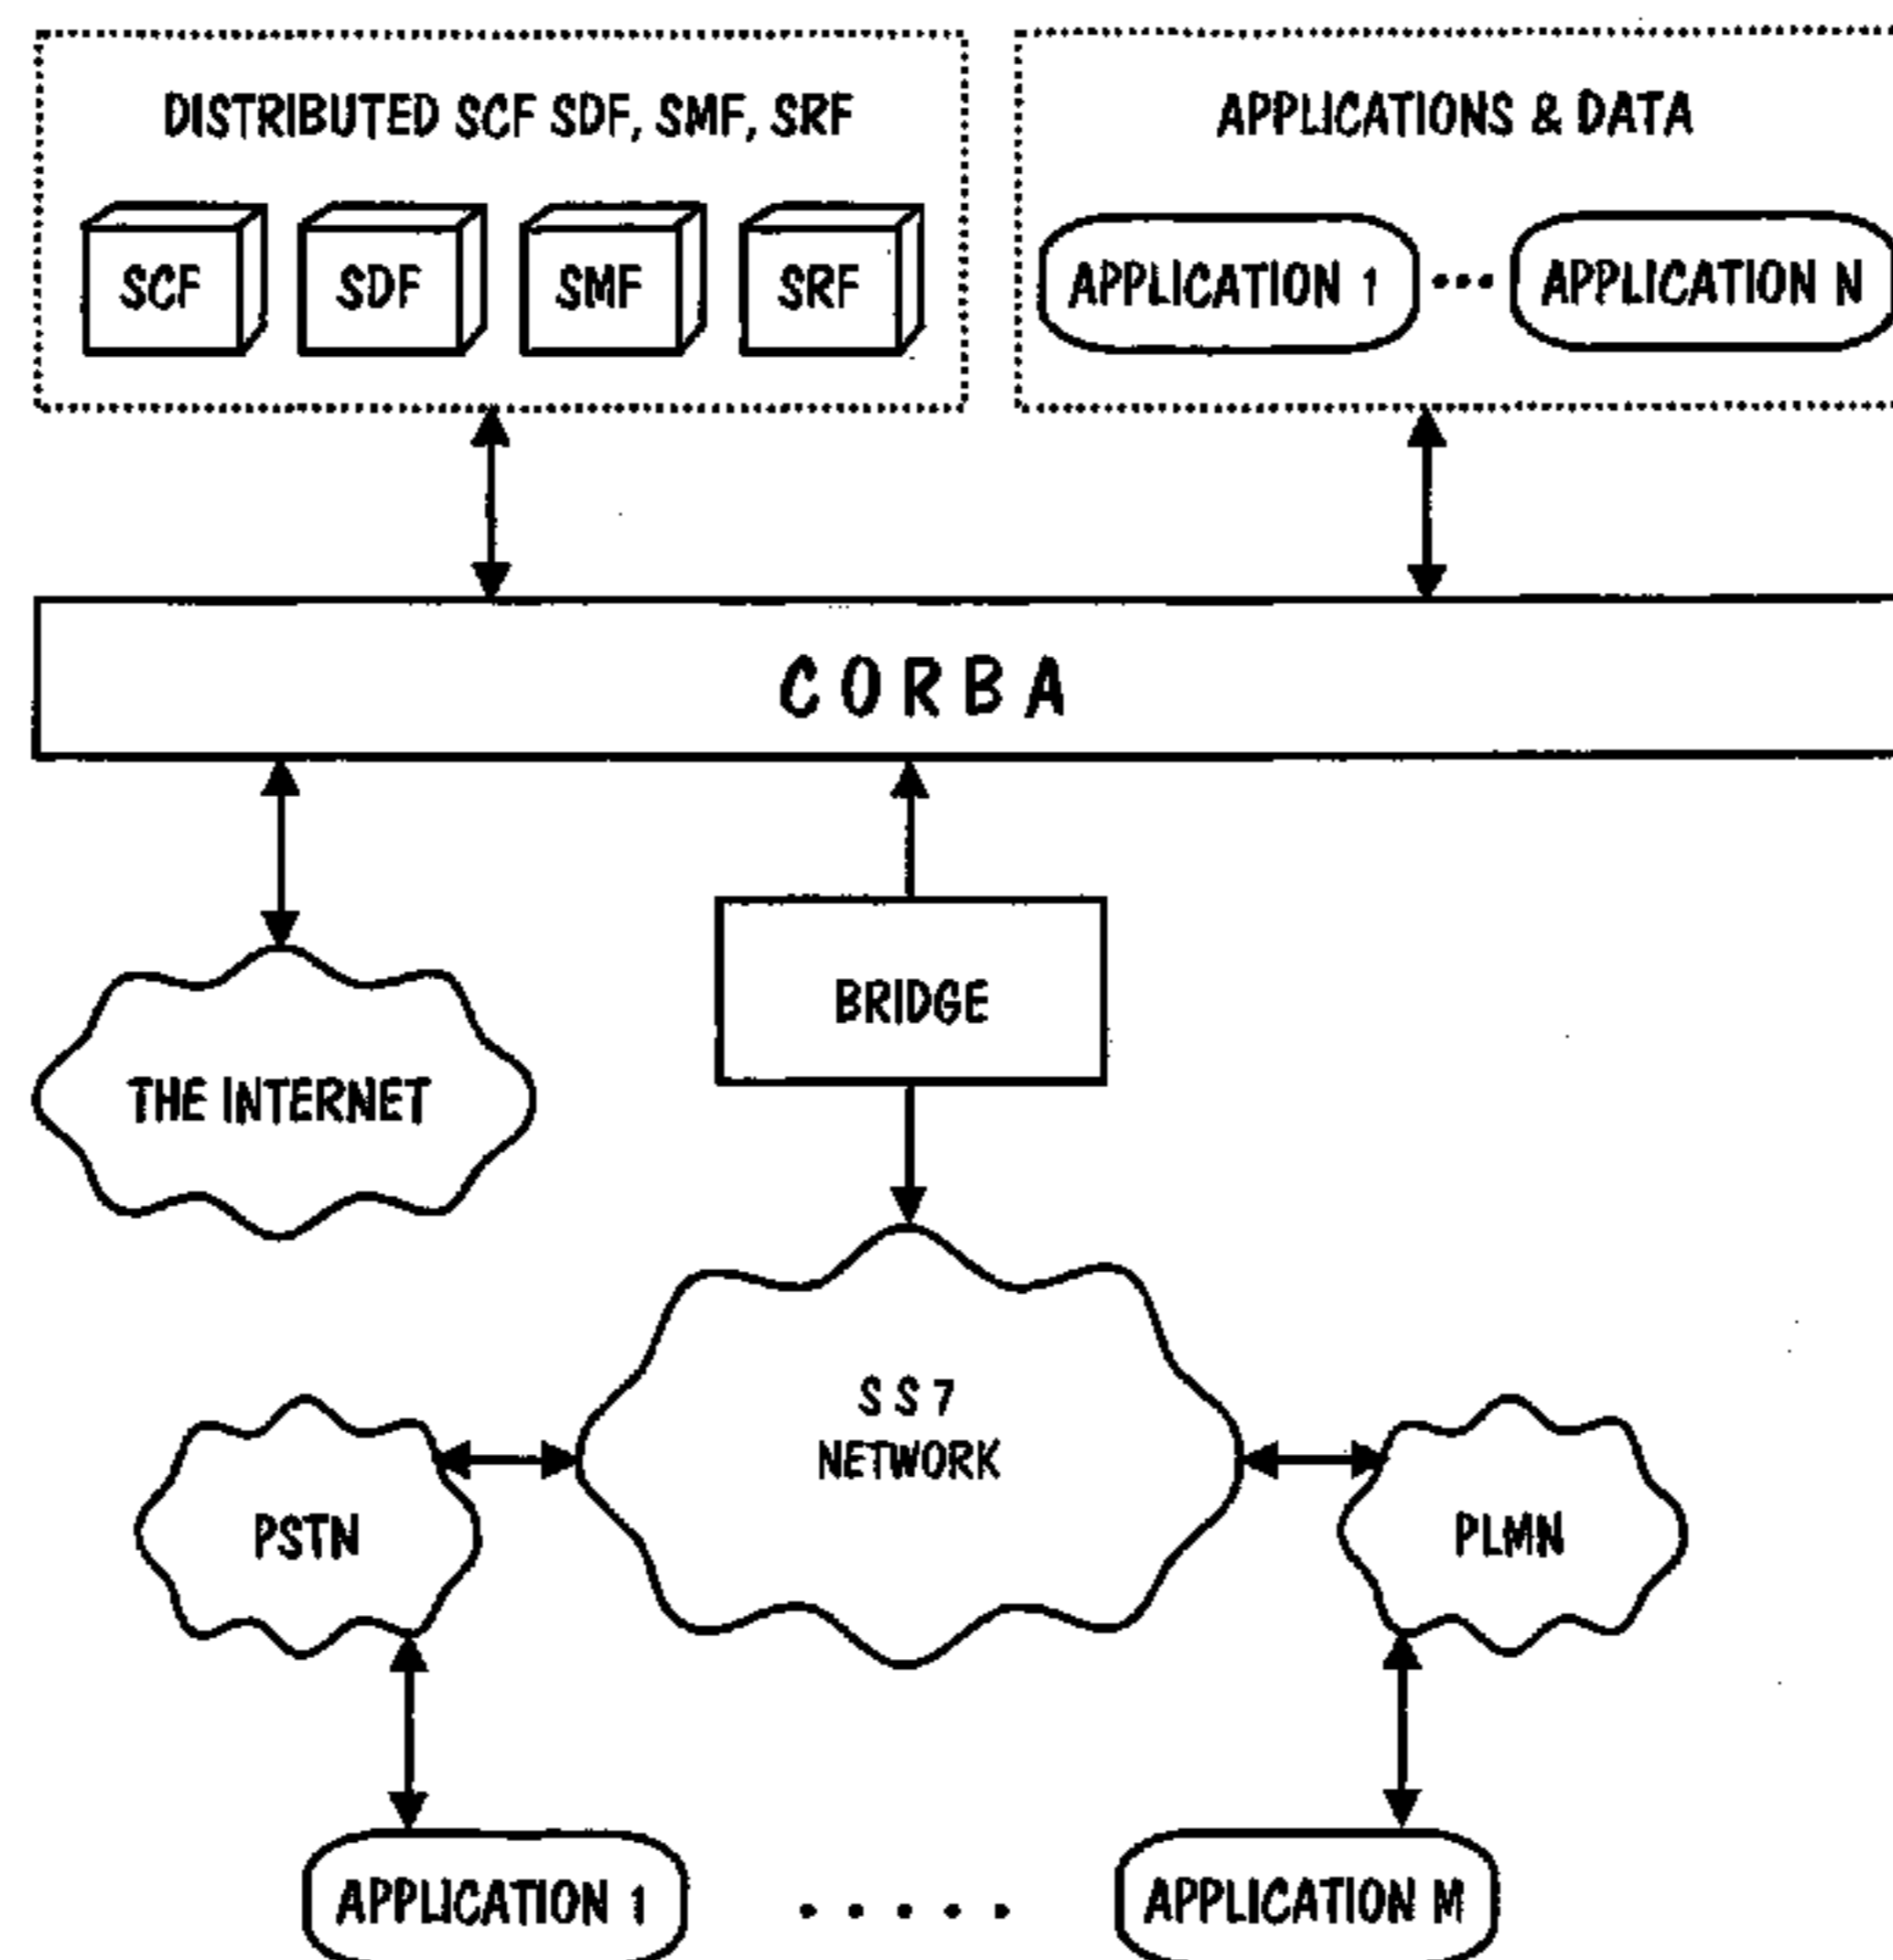 DISTRIBUTED SCF SDF, SMF, SRF
SCF
SDF
SMF
SRF
APPLICATIONS & DATA
APPLICATION 1
APPLICATION N
CORBA
THE INTERNET
BRIDGE
SS7
NETWORK
PSTN
PLMN
APPLICATION 1
APPLICATION M